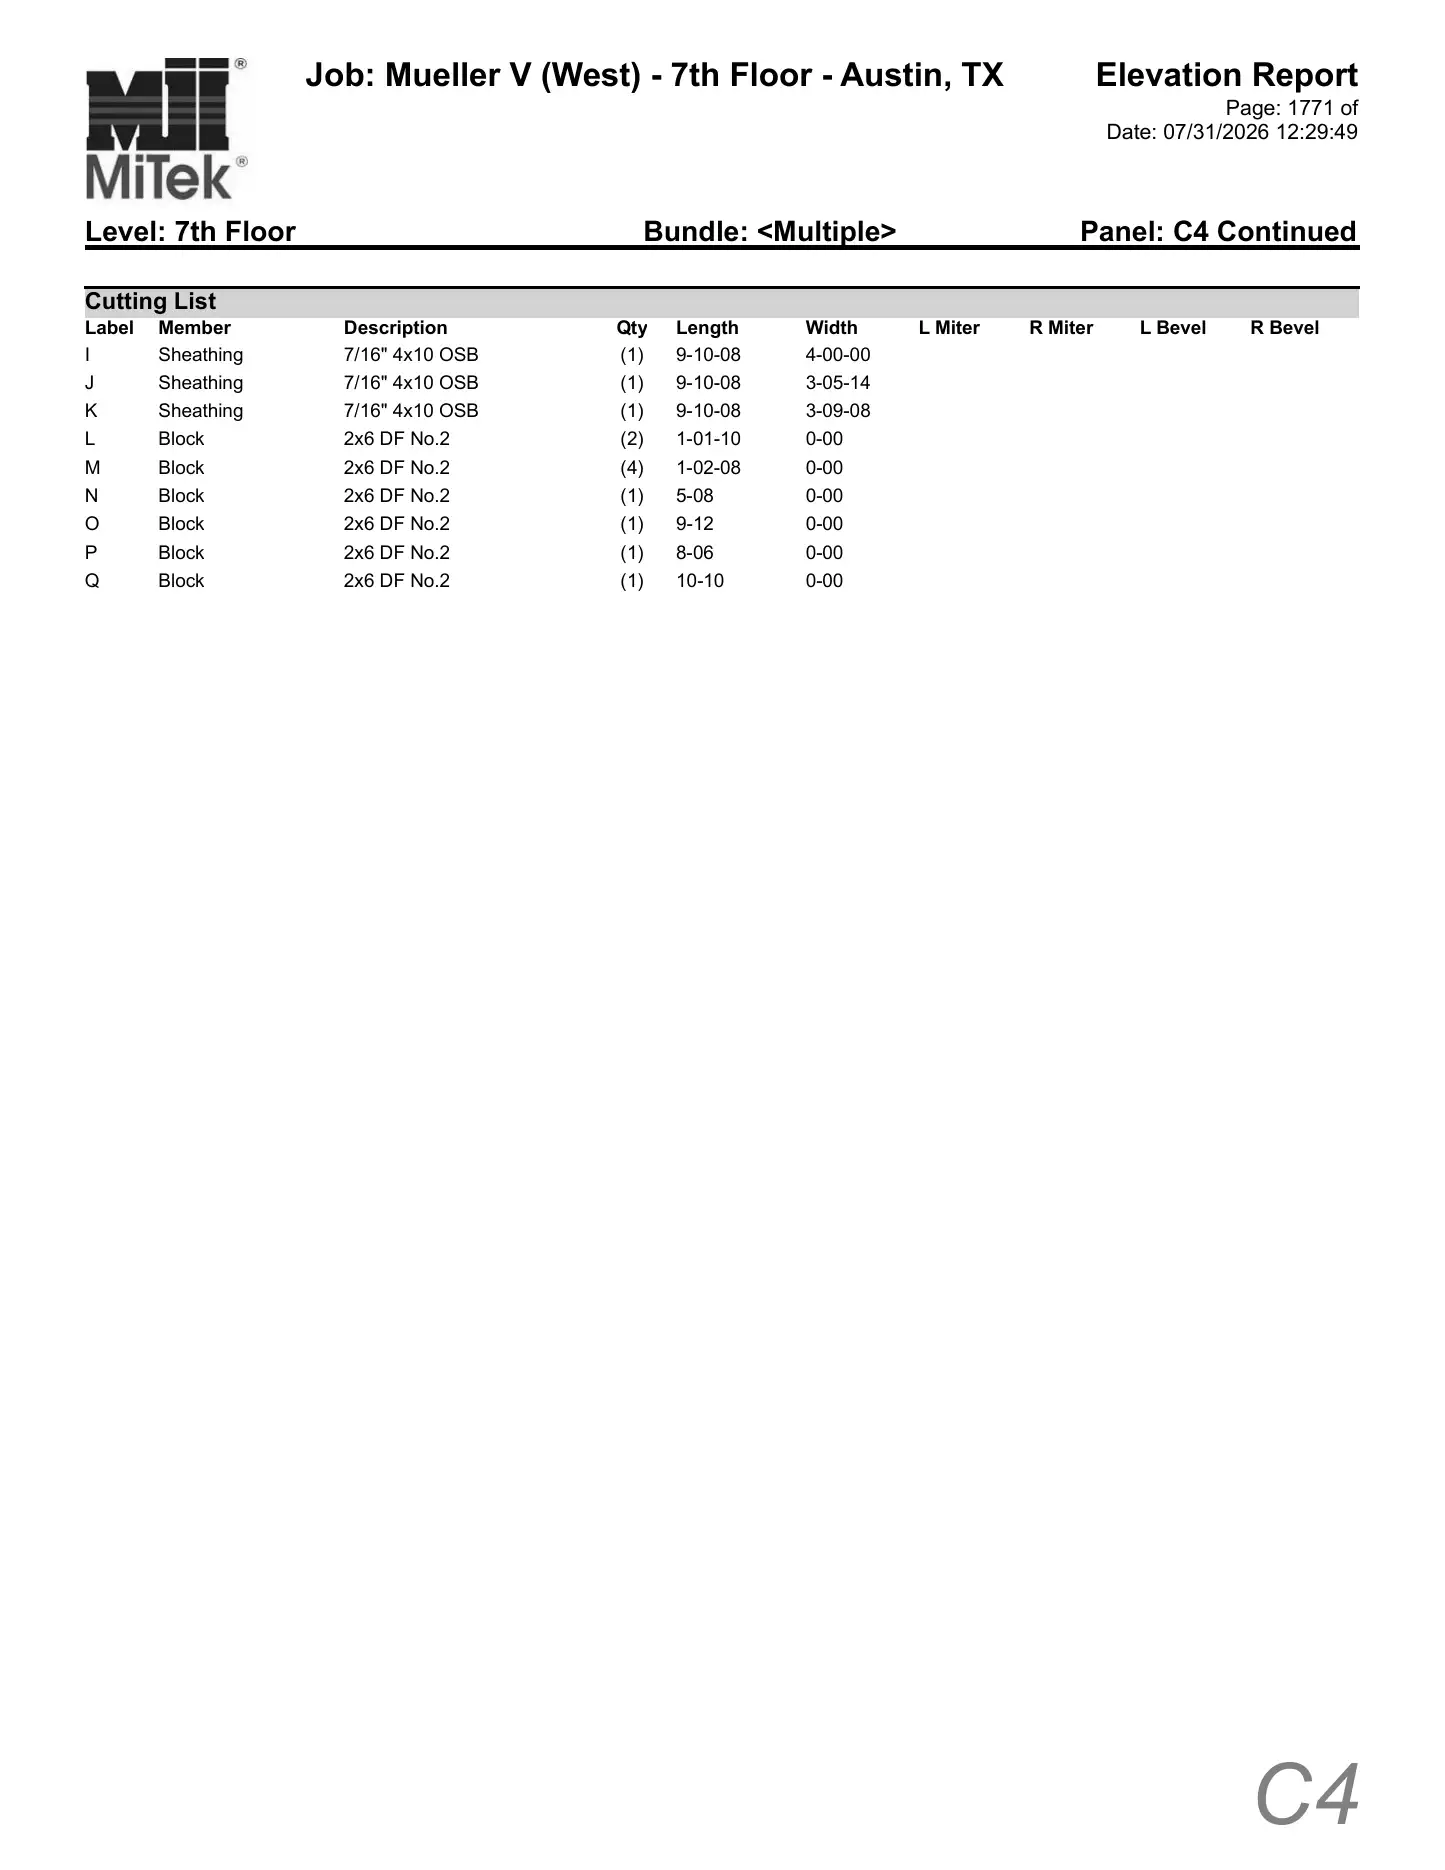 MiTek®
Job: Mueller V (West) - 7th Floor - Austin, TX
Elevation Report
Page: 1771 of
Date: 07/31/2026 12:29:49
Level: 7th Floor Bundle: <Multiple> Panel: C4 Continued
Cutting List
Label Member Description Qty Length Width L Miter R Miter L Bevel R Bevel
I Sheathing 7/16" 4x10 OSB (1) 9-10-08 4-00-00
J Sheathing 7/16" 4x10 OSB (1) 9-10-08 3-05-14
K Sheathing 7/16" 4x10 OSB (1) 9-10-08 3-09-08
L Block 2x6 DF No.2 (2) 1-01-10 0-00
M Block 2x6 DF No.2 (4) 1-02-08 0-00
N Block 2x6 DF No.2 (1) 5-08 0-00
O Block 2x6 DF No.2 (1) 9-12 0-00
P Block 2x6 DF No.2 (1) 8-06 0-00
Q Block 2x6 DF No.2 (1) 10-10 0-00
C4